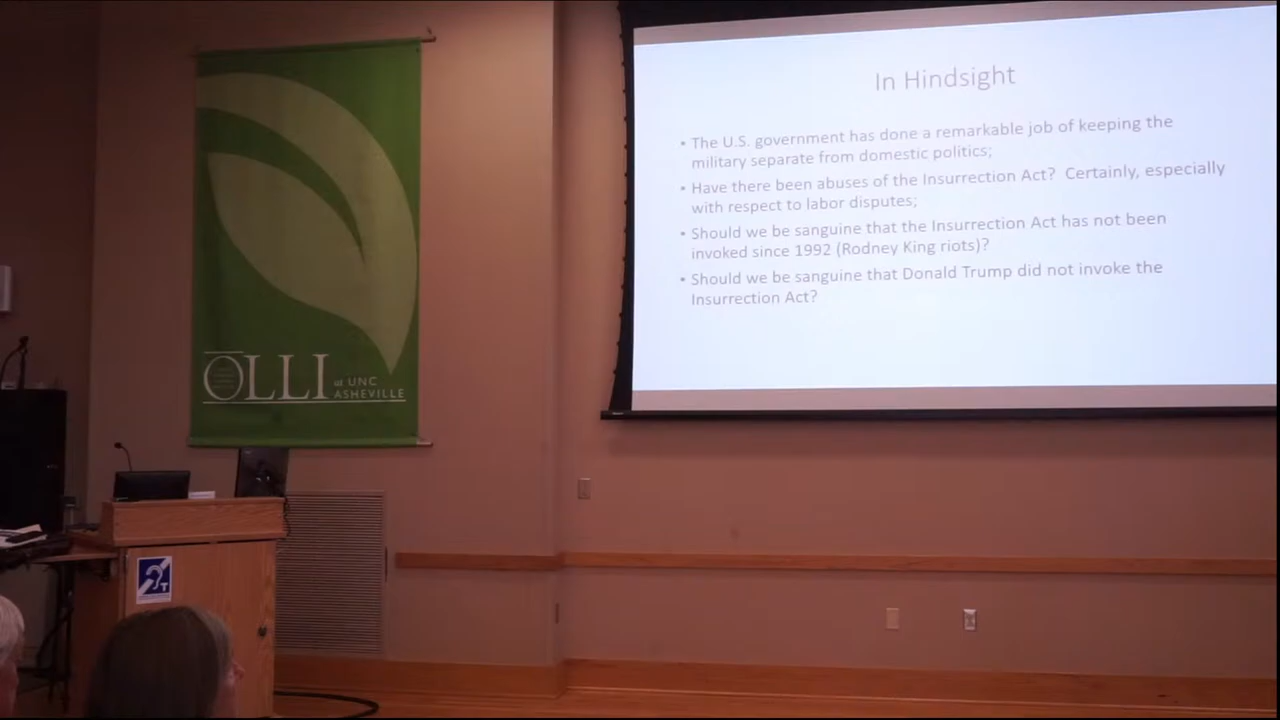 In Hindsight
• The U.S. government has done a remarkable job of keeping the
military separate from domestic politics;
• Have there been abuses of the Insurrection Act? Certainly, especially
with respect to labor disputes;
• Should we be sanguine that the Insurrection Act has not been
invoked since 1992 (Rodney King riots)?
• Should we be sanguine that Donald Trump did not invoke the
Insurrection Act?
OLLI at UNC
ASHEVILLE
T